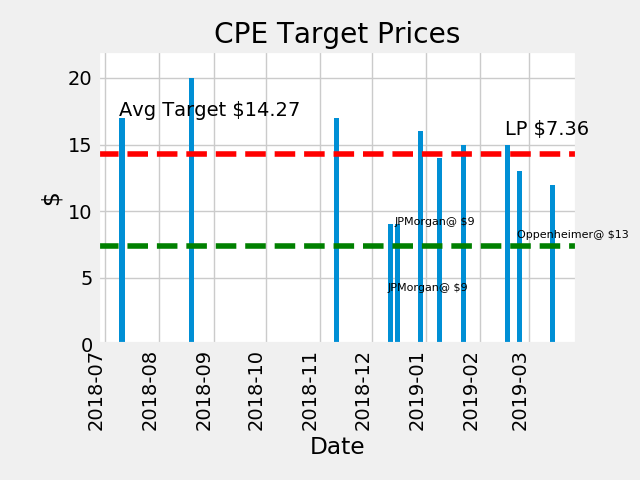 CPE Target Prices
20
Avg Target $14.27
LP $7.36
15
$
10
JPMorgan@ $9
Oppenheimer@ $13
5
JPMorgan@ $9
0
2018-07
2018-08
2018-09
2018-10
2018-11
2018-12
2019-01
2019-02
2019-03
Date